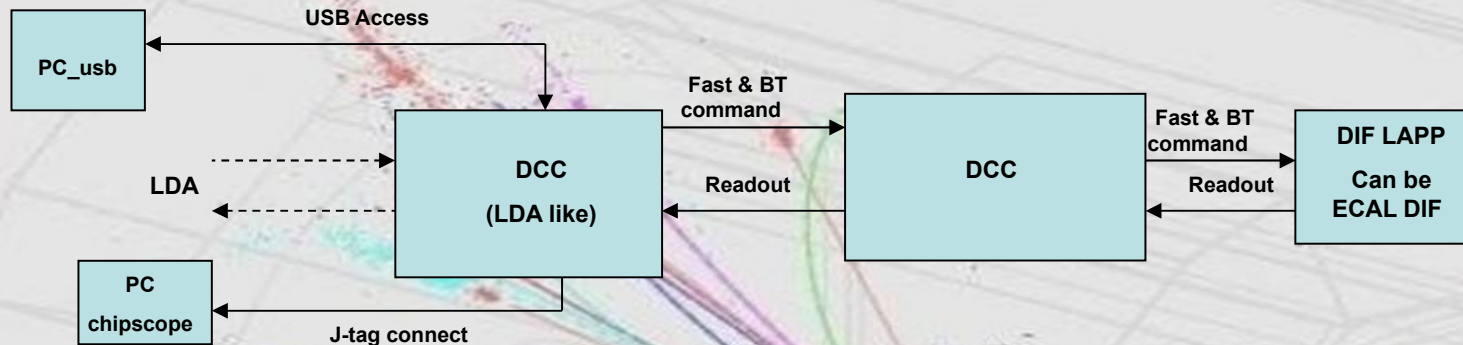 USB Access
PC_usb
Fast & BT
command
Fast & BT
command
DIF LAPP
Can be
ECAL DIF
DCC
(LDA like)
DCC
LDA
Readout
Readout
PC
chipscope
J-tag connect